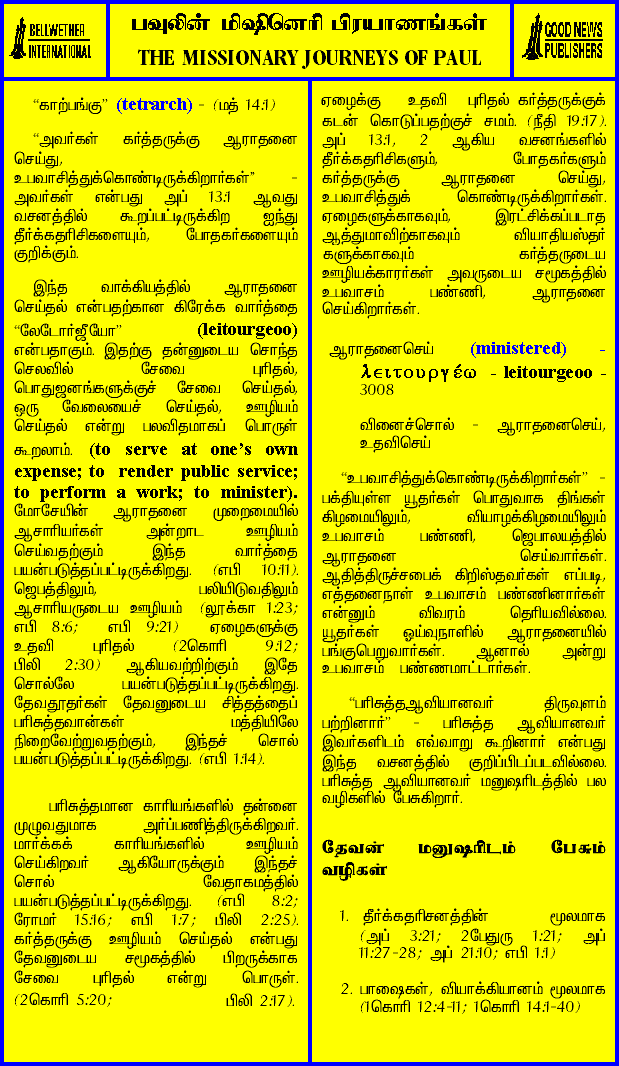 BELLWETHER
INTERNATIONAL
பவுலின் மிஷினெரி பிரயாணங்கள்
THE MISSIONARY JOURNEYS OF PAUL
GOOD NEWS
PUBLISHERS
“காற்பங்கு” (tetrarch) - (மத் 14:1)
“அவர்கள் கர்த்தருக்கு ஆராதனை
செய்து,
உபவாசித்துக்கொண்டிருக்கிறார்கள்” -
அவர்கள் என்பது அப் 13:1 ஆவது
வசனத்தில் கூறப்பட்டிருக்கிற ஐந்து
தீர்க்கதரிசிகளையும், போதகர்களையும்
குறிக்கும்.
இந்த வாக்கியத்தில் ஆராதனை
செய்தல் என்பதற்கான கிரேக்க வார்த்தை
“லேடோர்ஜீயோ” (leitourgeoo)
என்பதாகும். இதற்கு தன்னுடைய சொந்த
செலவில் சேவை புரிதல்,
பொதுஜனங்களுக்குச் சேவை செய்தல்,
ஒரு வேலையைச் செய்தல், ஊழியம்
செய்தல் என்று பலவிதமாகப் பொருள்
கூறலாம். (to serve at one's own
expense; to render public service;
to perform a work; to minister).
மோசேயின் ஆராதனை முறைமையில்
ஆசாரியர்கள் அன்றாட ஊழியம்
செய்வதற்கும் இந்த வார்த்தை
பயன்படுத்தப்பட்டிருக்கிறது. (எபி 10:11).
ஜெபத்திலும், பலியிடுவதிலும்
ஆசாரியருடைய ஊழியம் (லூக்கா 1:23;
எபி 8:6; எபி 9:21) ஏழைகளுக்கு
உதவி புரிதல் (2கொரி 9:12;
பிலி 2:30) ஆகியவற்றிற்கும் இதே
சொல்லே பயன்படுத்தப்பட்டிருக்கிறது.
தேவதூதர்கள் தேவனுடைய சித்தத்தைப்
பரிசுத்தவான்கள் மத்தியிலே
நிறைவேற்றுவதற்கும், இந்தச் சொல்
பயன்படுத்தப்பட்டிருக்கிறது. (எபி 1:14).
பரிசுத்தமான காரியங்களில் தன்னை
முழுவதுமாக அர்ப்பணித்திருக்கிறவர்.
மார்க்கக் காரியங்களில் ஊழியம்
செய்கிறவர் ஆகியோருக்கும் இந்தச்
சொல் வேதாகமத்தில்
பயன்படுத்தப்பட்டிருக்கிறது. (எபி 8:2;
ரோமர் 15:16; எபி 1:7; பிலி 2:25).
கர்த்தருக்கு ஊழியம் செய்தல் என்பது
தேவனுடைய சமூகத்தில் பிறருக்காக
சேவை புரிதல் என்று பொருள்.
(2கொரி 5:20; பிலி 2:17).
ஏழைக்கு உதவி புரிதல் கர்த்தருக்குக்
கடன் கொடுப்பதற்குச் சமம். (நீதி 19:17).
அப் 13:1, 2 ஆகிய வசனங்களில்
தீர்க்கதரிசிகளும், போதகர்களும்
கர்த்தருக்கு ஆராதனை செய்து,
உபவாசித்துக் கொண்டிருக்கிறார்கள்.
ஏழைகளுக்காகவும், இரட்சிக்கப்படாத
ஆத்துமாவிற்காகவும் வியாதியஸ்தர்
களுக்காகவும் கர்த்தருடைய
ஊழியக்காரர்கள் அவருடைய சமூகத்தில்
உபவாசம் பண்ணி, ஆராதனை
செய்கிறார்கள்.
ஆராதனைசெய் (ministered) -
λειτουργέω - leitourgeoo -
3008
வினைச்சொல் - ஆராதனைசெய்,
உதவிசெய்
“உபவாசித்துக்கொண்டிருக்கிறார்கள்” -
பக்தியுள்ள யூதர்கள் பொதுவாக திங்கள்
கிழமையிலும், வியாழக்கிழமையிலும்
உபவாசம் பண்ணி, ஜெபாலயத்தில்
ஆராதனை செய்வார்கள்.
ஆதித்திருச்சபைக் கிறிஸ்தவர்கள் எப்படி,
எத்தனைநாள் உபவாசம் பண்ணினார்கள்
என்னும் விவரம் தெரியவில்லை.
யூதர்கள் ஓய்வுநாளில் ஆராதனையில்
பங்குபெறுவார்கள். ஆனால் அன்று
உபவாசம் பண்ணமாட்டார்கள்.
“பரிசுத்தஆவியானவர் திருவுளம்
பற்றினார்” - பரிசுத்த ஆவியானவர்
இவர்களிடம் எவ்வாறு கூறினார் என்பது
இந்த வசனத்தில் குறிப்பிடப்படவில்லை.
பரிசுத்த ஆவியானவர் மனுஷரிடத்தில் பல
வழிகளில் பேசுகிறார்.
தேவன் மனுஷரிடம் பேசும்
வழிகள்
1. தீர்க்கதரிசனத்தின் மூலமாக
(அப் 3:21; 2பேதுரு 1:21; அப்
11:27-28; அப் 21:10; எபி 1:1)
2. பாஷைகள், வியாக்கியானம் மூலமாக
(1கொரி 12:4-11; 1கொரி 14:1-40)